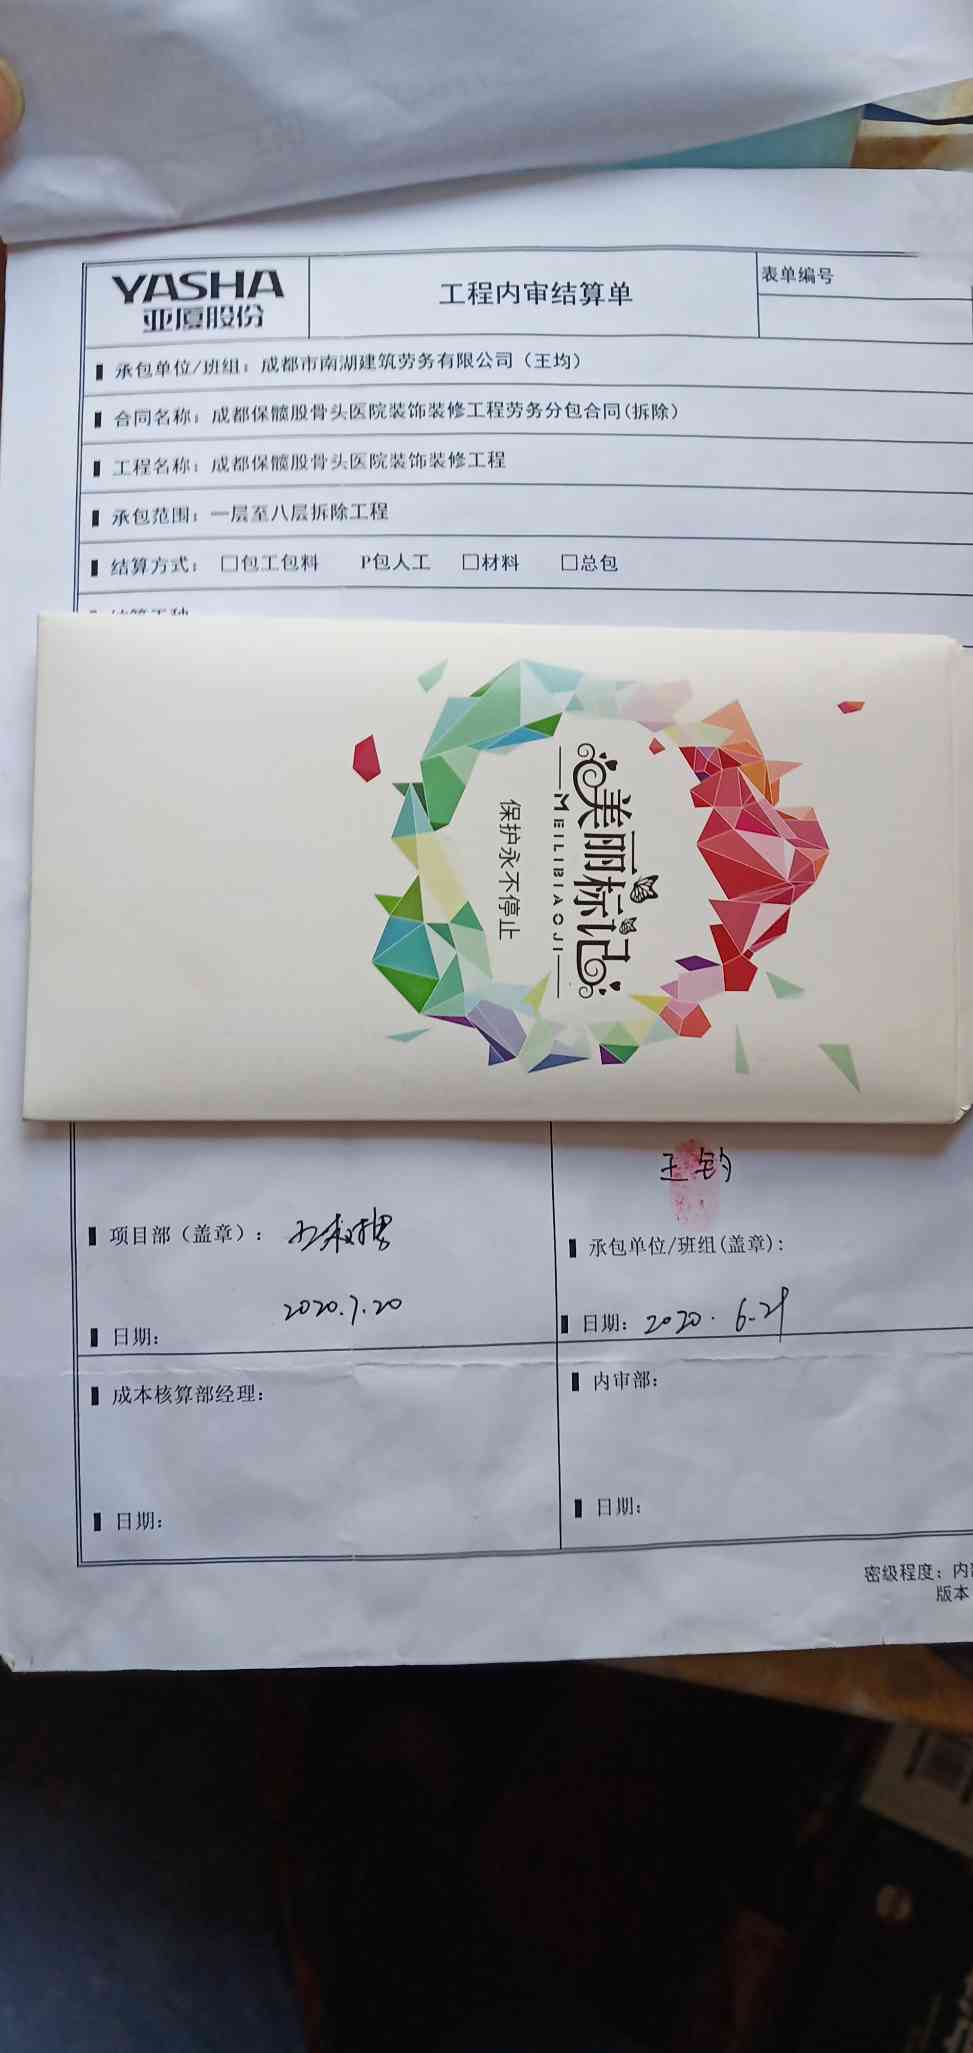 YASHA
亚厦股份
工程内审结算单
表单编号
承包单位/班组：成都市南湖建筑劳务有限公司（王均）
合同名称：成都保髋股骨头医院装饰装修工程劳务分包合同(拆除)
工程名称：成都保髋股骨头医院装饰装修工程
承包范围：一层至八层拆除工程
结算方式： □包工包料 P包人工 □材料 □总包
美丽标记
MEILIBIAOJI
保护永不停止
王钧
项目部（盖章）：
承包单位/班组(盖章)：
2020.7.20
日期：
日期： 2020.6.29
成本核算部经理：
内审部：
日期：
日期：
密级程度：内
版本